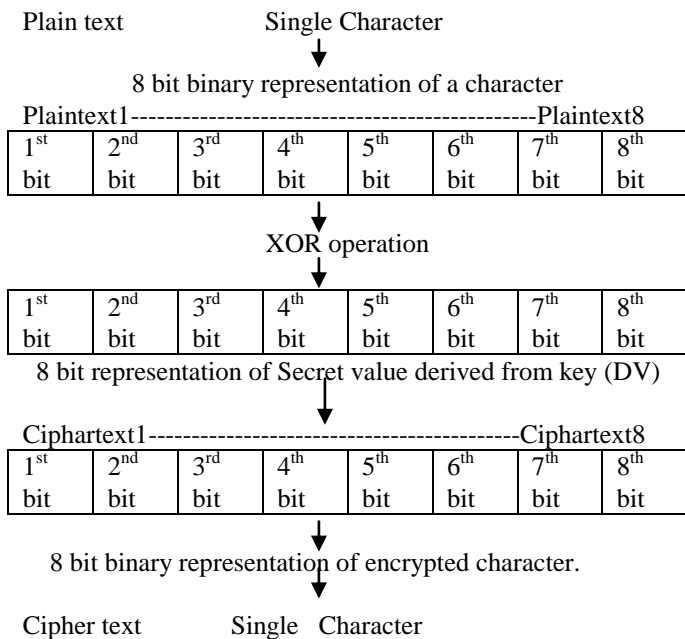 Plain text Single Character
8 bit binary representation of a character
Plaintext1-----------------------------------------------Plaintext8
1st bit 2nd bit 3rd bit 4th bit 5th bit 6th bit 7th bit 8th bit
XOR operation
1st bit 2nd bit 3rd bit 4th bit 5th bit 6th bit 7th bit 8th bit
8 bit representation of Secret value derived from key (DV)
Ciphartext1-------------------------------------------Ciphartext8
1st bit 2nd bit 3rd bit 4th bit 5th bit 6th bit 7th bit 8th bit
8 bit binary representation of encrypted character.
Cipher text Single Character